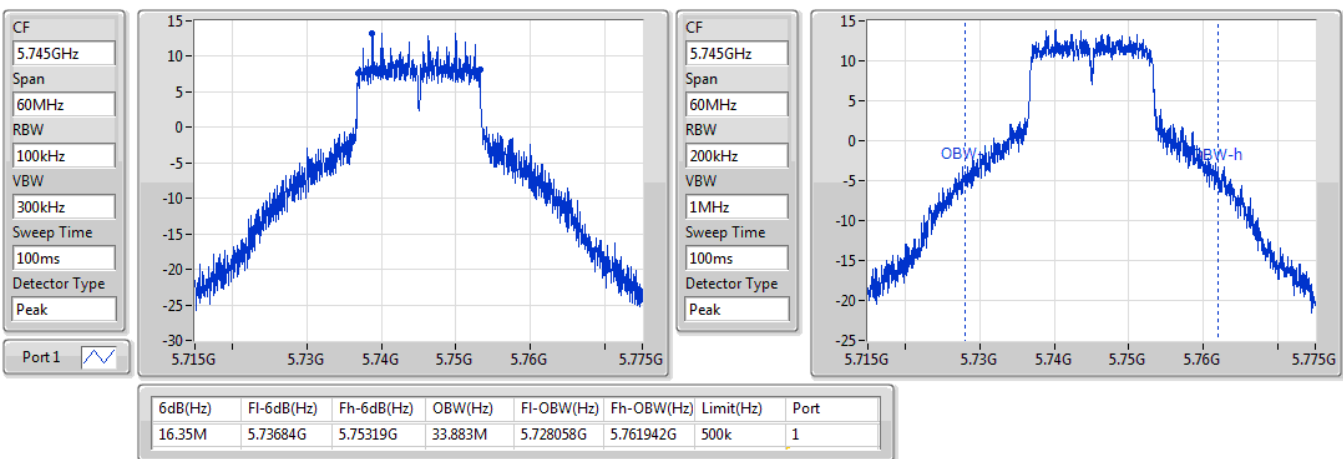 CF
5.745GHz
Span
60MHz
RBW
100kHz
VBW
300kHz
Sweep Time
100ms
Detector Type
Peak
Port 1
15
10
5
0
-5
-10
-15
-20
-25
-30
5.715G 5.73G 5.74G 5.75G 5.76G 5.775G
CF
5.745GHz
Span
60MHz
RBW
200kHz
VBW
1MHz
Sweep Time
100ms
Detector Type
Peak
15
10
5
0
-5
-10
-15
-20
-25
OBW
OBW-h
5.715G 5.73G 5.74G 5.75G 5.76G 5.775G
6dB(Hz) Fl-6dB(Hz) Fh-6dB(Hz) OBW(Hz) Fl-OBW(Hz) Fh-OBW(Hz) Limit(Hz) Port
16.35M 5.73684G 5.75319G 33.883M 5.728058G 5.761942G 500k 1